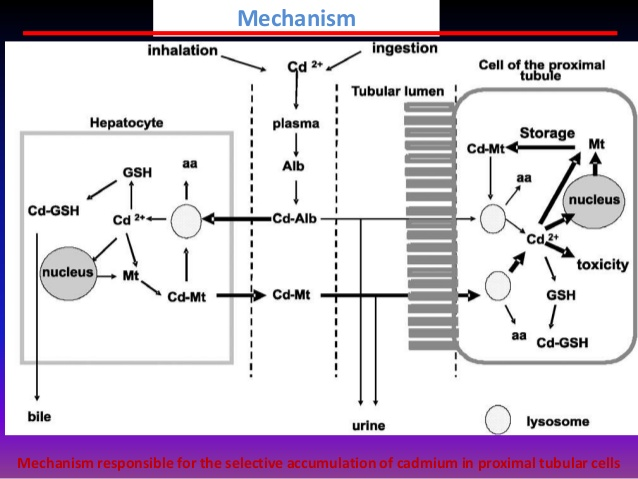 Mechanism
inhalation
ingestion
Cd 2+
Cell of the proximal
tubule
Tubular lumen
Hepatocyte
plasma
Alb
Cd-Alb
Cd-Mt
GSH
aa
Cd-GSH
Cd 2+
nucleus
Mt
Cd-Mt
bile
urine
Storage
Cd-Mt
Mt
aa
nucleus
Cd 2+
toxicity
GSH
aa
Cd-GSH
lysosome
Mechanism responsible for the selective accumulation of cadmium in proximal tubular cells